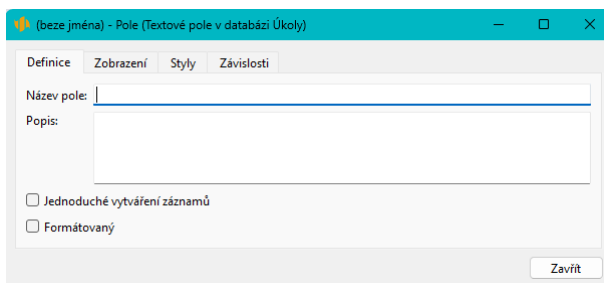 (beze jména) - Pole (Textové pole v databázi Úkoly)
Definice Zobrazení Styly Závislosti
Název pole:
Popis:
Jednoduché vytváření záznamů
Formátovaný
Zavřít